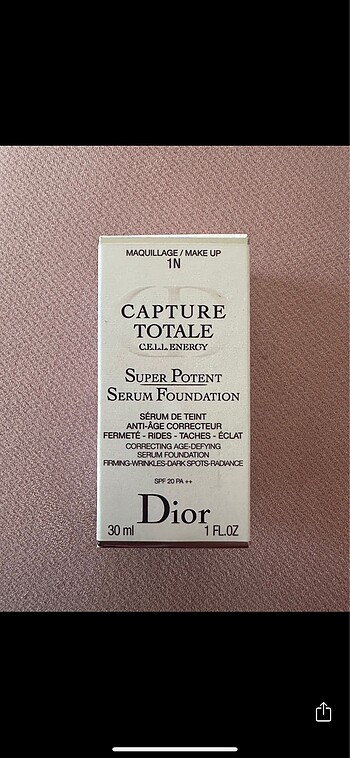 MAQUILLAGE / MAKE UP
1N
CAPTURE
TOTALE
C.E.L.L. ENERGY
SUPER POTENT
SERUM FOUNDATION
SÉRUM DE TEINT
ANTI-ÂGE CORRECTEUR
FERMETÉ - RIDES - TACHES - ÉCLAT
CORRECTING AGE-DEFYING
SERUM FOUNDATION
FIRMING-WRINKLES-DARK SPOTS-RADIANCE
SPF 20 PA ++
Dior
30 ml 1 FL.OZ